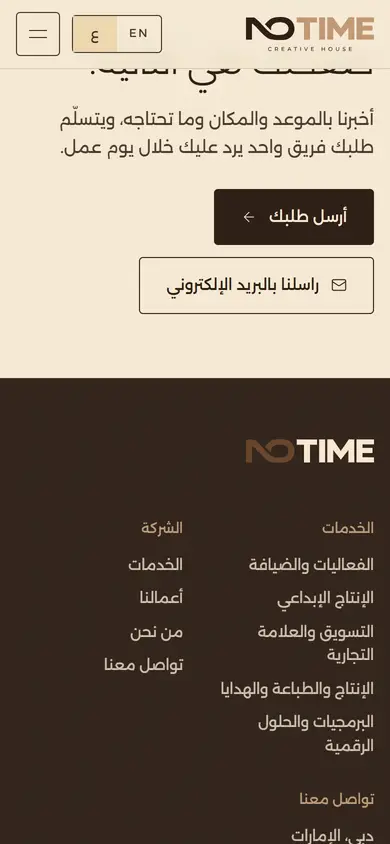 NOTIME
CREATIVE HOUSE
EN
ع
أخبرنا بالموعد والمكان وما تحتاجه، ويتسلّم
طلبك فريق واحد يرد عليك خلال يوم عمل.
أرسل طلبك
راسلنا بالبريد الإلكتروني
NOTIME
الخدمات
الفعاليات والضيافة
الإنتاج الإبداعي
التسويق والعلامة
التجارية
الإنتاج والطباعة والهدايا
البرمجيات والحلول
الرقمية
الشركة
الخدمات
أعمالنا
من نحن
تواصل معنا
تواصل معنا
دبي، الإمارات